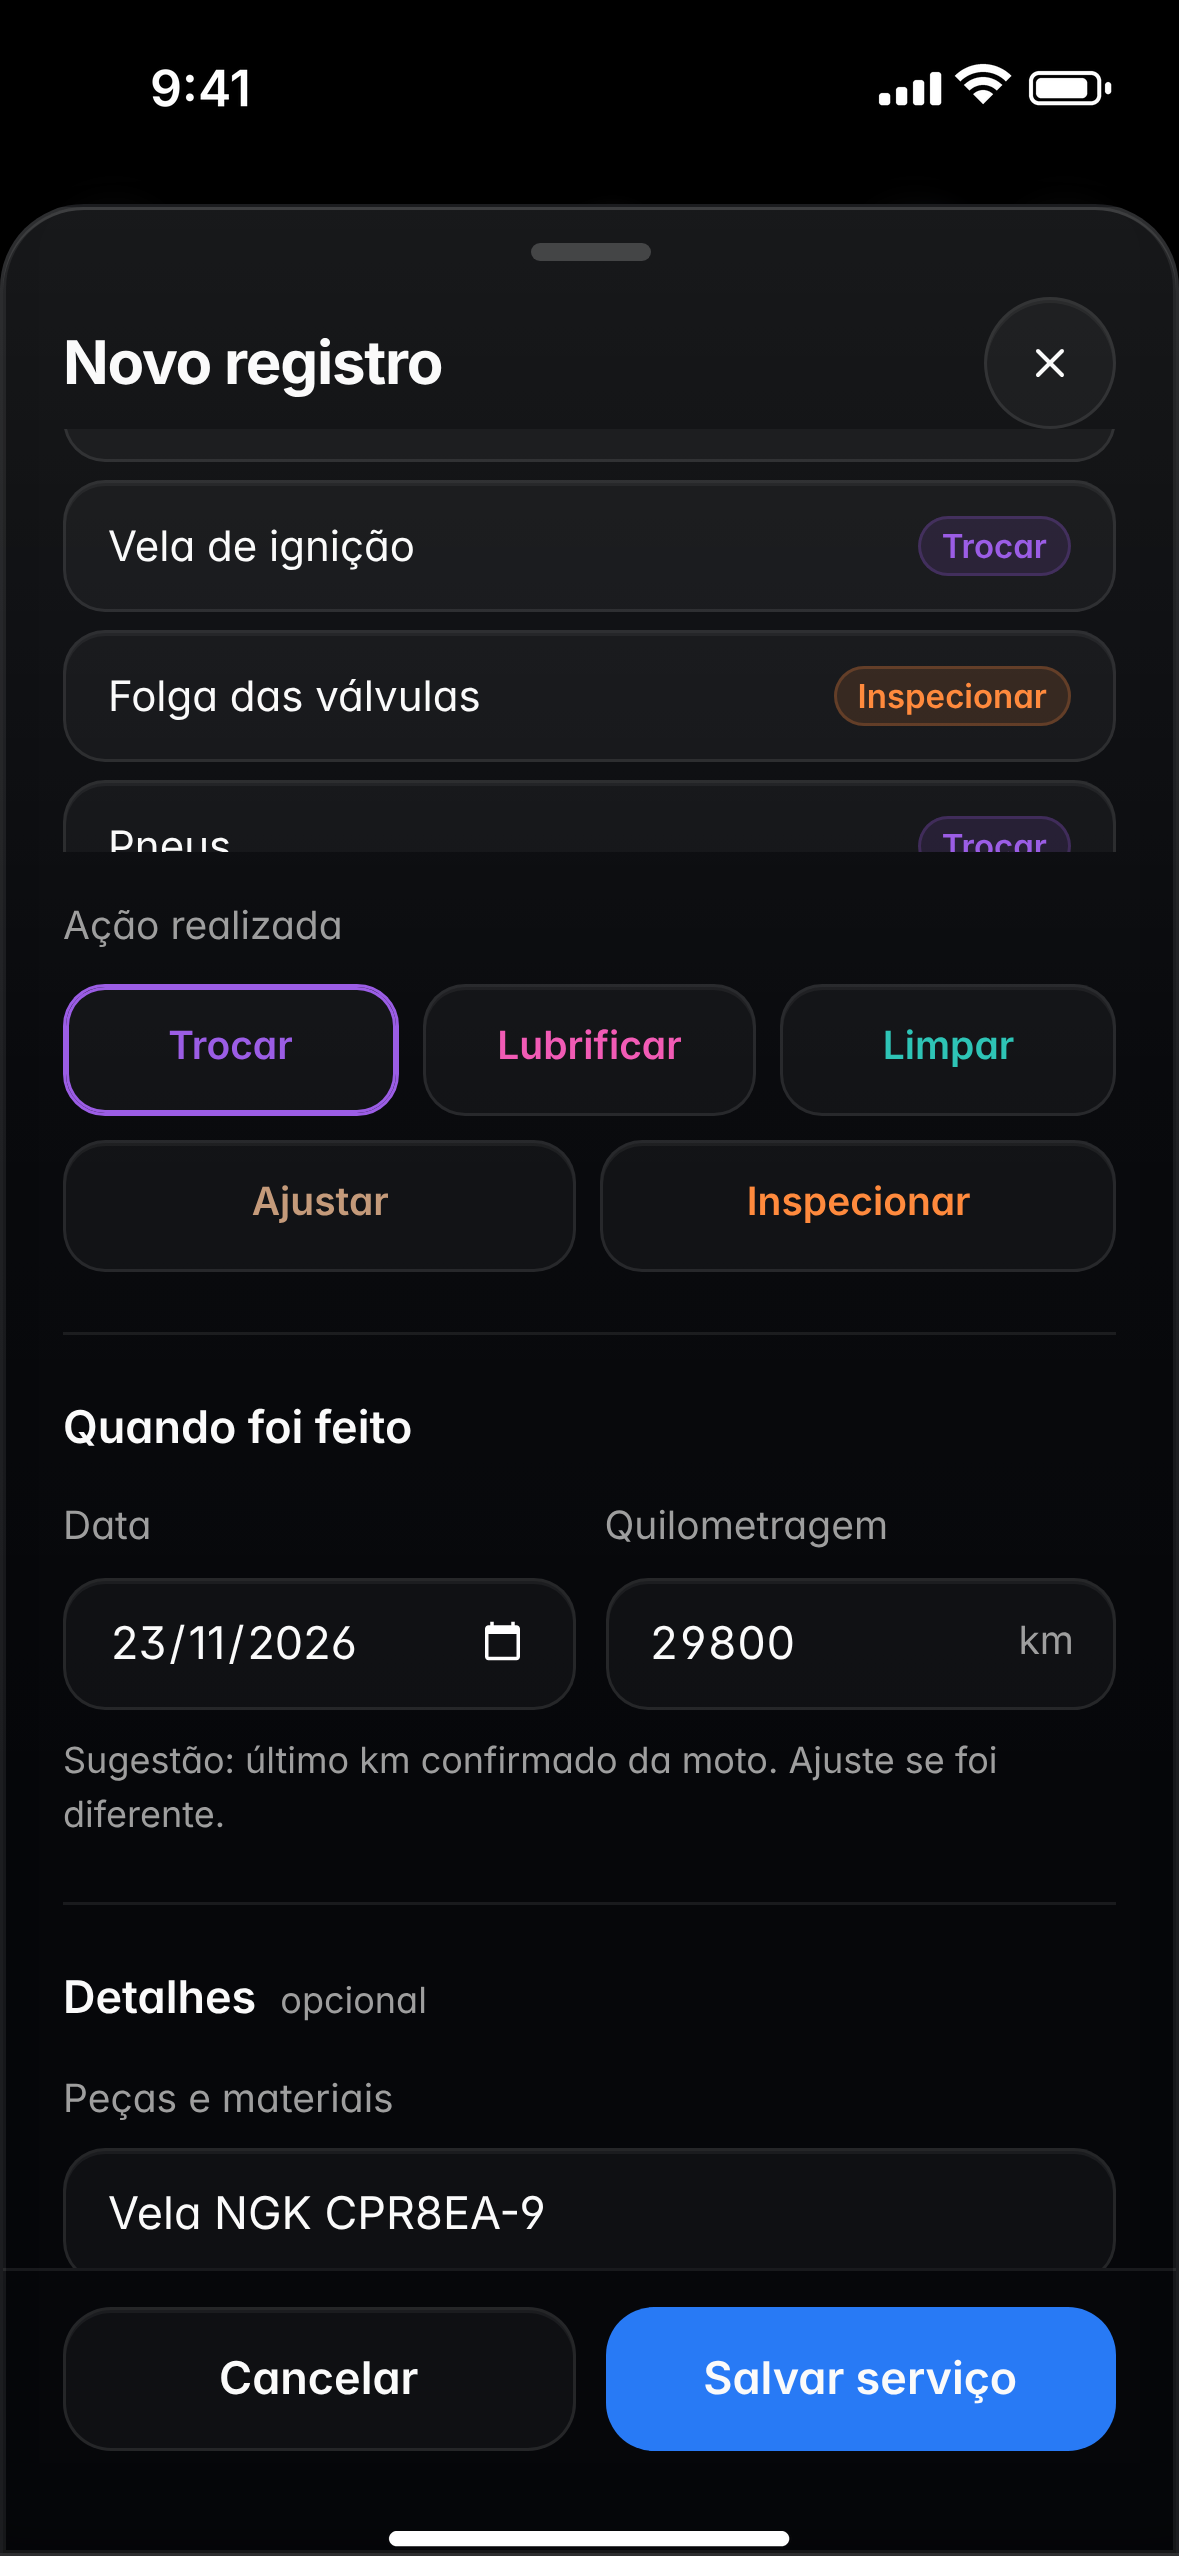 9:41
Novo registro
Vela de ignição
Trocar
Folga das válvulas
Inspecionar
Pneus
Trocar
Ação realizada
Trocar
Lubrificar
Limpar
Ajustar
Inspecionar
Quando foi feito
Data
Quilometragem
23/11/2026
29800
km
Sugestão: último km confirmado da moto. Ajuste se foi
diferente.
Detalhes opcional
Peças e materiais
Vela NGK CPR8EA-9
Cancelar
Salvar serviço